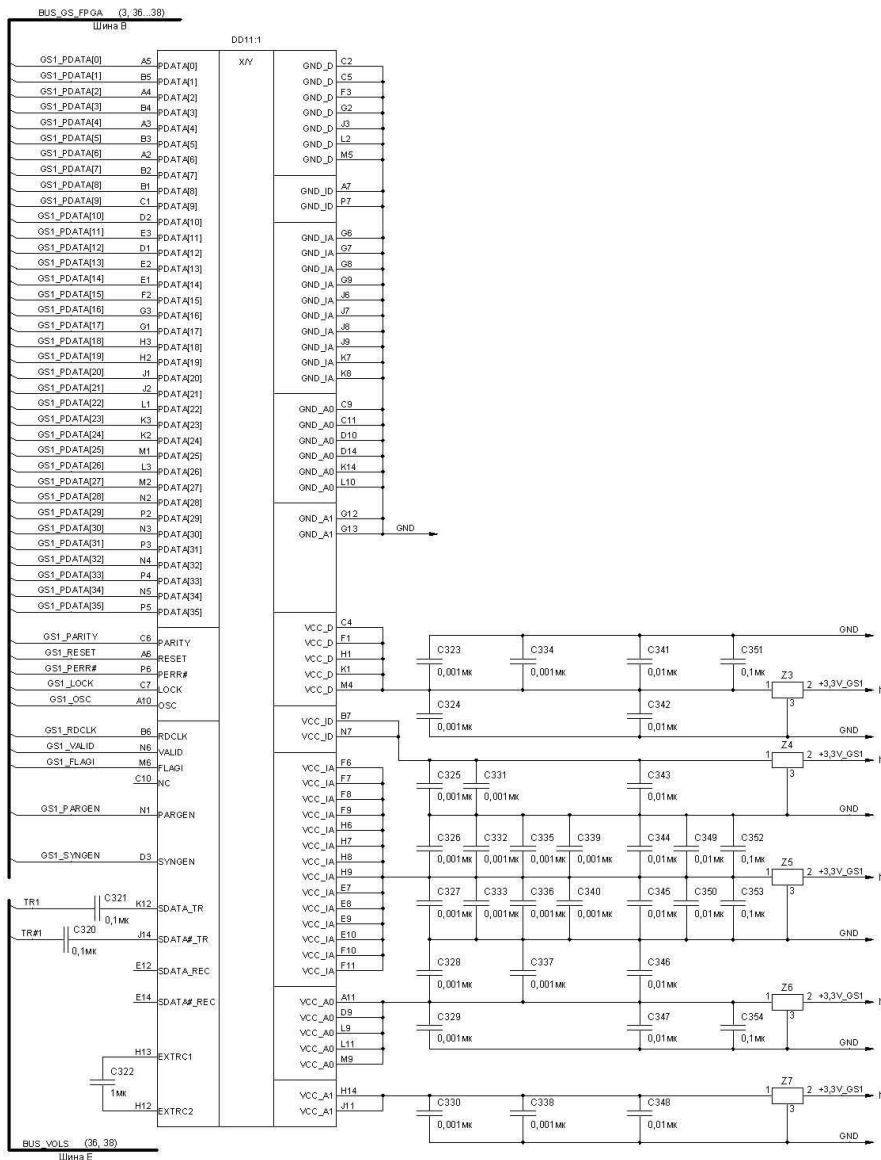 BUS_GS_FPGA (3, 36...38)
Шина B
DD11:1
X/Y
GS1_PDATA[0] A5 PDATA[0]
GS1_PDATA[1] B5 PDATA[1]
GS1_PDATA[2] A4 PDATA[2]
GS1_PDATA[3] B4 PDATA[3]
GS1_PDATA[4] A3 PDATA[4]
GS1_PDATA[5] B3 PDATA[5]
GS1_PDATA[6] A2 PDATA[6]
GS1_PDATA[7] B2 PDATA[7]
GS1_PDATA[8] B1 PDATA[8]
GS1_PDATA[9] C1 PDATA[9]
GS1_PDATA[10] D2 PDATA[10]
GS1_PDATA[11] E3 PDATA[11]
GS1_PDATA[12] D1 PDATA[12]
GS1_PDATA[13] E2 PDATA[13]
GS1_PDATA[14] E1 PDATA[14]
GS1_PDATA[15] F2 PDATA[15]
GS1_PDATA[16] G3 PDATA[16]
GS1_PDATA[17] G1 PDATA[17]
GS1_PDATA[18] H3 PDATA[18]
GS1_PDATA[19] H2 PDATA[19]
GS1_PDATA[20] J1 PDATA[20]
GS1_PDATA[21] J2 PDATA[21]
GS1_PDATA[22] L1 PDATA[22]
GS1_PDATA[23] K3 PDATA[23]
GS1_PDATA[24] K2 PDATA[24]
GS1_PDATA[25] M1 PDATA[25]
GS1_PDATA[26] L3 PDATA[26]
GS1_PDATA[27] M2 PDATA[27]
GS1_PDATA[28] N2 PDATA[28]
GS1_PDATA[29] P2 PDATA[29]
GS1_PDATA[30] N3 PDATA[30]
GS1_PDATA[31] P3 PDATA[31]
GS1_PDATA[32] N4 PDATA[32]
GS1_PDATA[33] P4 PDATA[33]
GS1_PDATA[34] N5 PDATA[34]
GS1_PDATA[35] P5 PDATA[35]
GS1_PARITY C6 PARITY
GS1_RESET A6 RESET
GS1_PERR# P6 PERR#
GS1_LOCK C7 LOCK
GS1_OSC A10 OSC
GS1_RDCLK B6 RDCLK
GS1_VALID N6 VALID
GS1_FLAGI M6 FLAGI
C10 NC
GS1_PARGEN N1 PARGEN
GS1_SYNGEN D3 SYNGEN
TR1 C321 0,1мк K12 SDATA_TR
TR#1 C320 0,1мк J14 SDATA#_TR
E12 SDATA_REC
E14 SDATA#_REC
H13 EXTRC1
C322
1мк
H12 EXTRC2
BUS_VOLS (36, 38)
Шина E
GND_D C2
GND_D C5
GND_D F3
GND_D G2
GND_D J3
GND_D L2
GND_D M5
GND_ID A7
GND_ID P7
GND_IA G6
GND_IA G7
GND_IA G8
GND_IA G9
GND_IA J6
GND_IA J7
GND_IA J8
GND_IA J9
GND_IA K7
GND_IA K8
GND_A0 C9
GND_A0 C11
GND_A0 D10
GND_A0 D14
GND_A0 K14
GND_A0 L10
GND_A1 G12
GND_A1 G13 GND
VCC_D C4
VCC_D F1
VCC_D H1
VCC_D K1
VCC_D M4
VCC_ID B7
VCC_ID N7
VCC_IA F6
VCC_IA F7
VCC_IA F8
VCC_IA F9
VCC_IA H6
VCC_IA H7
VCC_IA H8
VCC_IA H9
VCC_IA E7
VCC_IA E8
VCC_IA E9
VCC_IA E10
VCC_IA F10
VCC_IA F11
VCC_A0 A11
VCC_A0 D9
VCC_A0 L9
VCC_A0 L11
VCC_A0 M9
VCC_A1 H14
VCC_A1 J11
GND
C323 C334 C341 C351
0,001мк 0,001мк 0,01мк 0,1мк
Z3
1 2 +3,3V_GS1
3
C324 C342
0,001мк 0,01мк
GND
Z4
1 2 +3,3V_GS1
3
C325 C331 C343
0,001мк 0,001мк 0,01мк
GND
C326 C332 C335 C339 C344 C349 C352
0,001мк 0,001мк 0,001мк 0,001мк 0,01мк 0,01мк 0,1мк
Z5
1 2 +3,3V_GS1
3
C327 C333 C336 C340 C345 C350 C353
0,001мк 0,001мк 0,001мк 0,001мк 0,01мк 0,01мк 0,1мк
GND
C328 C337 C346
0,001мк 0,001мк 0,01мк
Z6
1 2 +3,3V_GS1
3
C329 C347 C354
0,001мк 0,01мк 0,1мк
GND
Z7
1 2 +3,3V_GS1
3
C330 C338 C348
0,001мк 0,001мк 0,01мк
GND